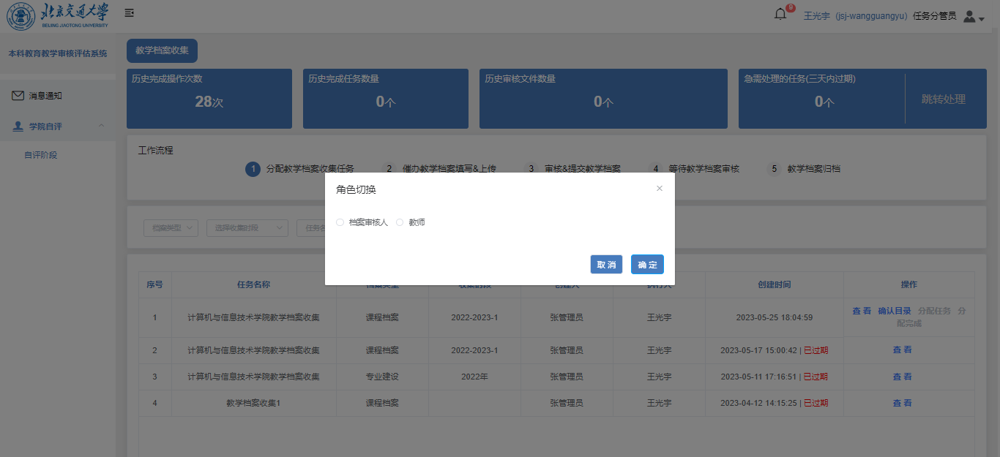 北京交通大学
BEIJING JIAOTONG UNIVERSITY
9
王光宇 (jsj-wangguangyu) 任务分管员
本科教育教学审核评估系统
消息通知
学院自评
自评阶段
教学档案收集
历史完成操作次数
28次
历史完成任务数量
0个
历史审核文件数量
0个
急需处理的任务(三天内过期)
0个
跳转处理
工作流程
1 分配教学档案收集任务 2 催办教学档案填写&上传 3 审核&提交教学档案 4 等待教学档案审核 5 教学档案归档
角色切换
档案审核人 教师
取消 确定
档案类型 选择收集时段 任务名
序号 任务名称 档案类型 收集时段 创建人 执行人 创建时间 操作
1 计算机与信息技术学院教学档案收集 课程档案 2022-2023-1 张管理员 王光宇 2023-05-25 18:04:59 查看 确认目录 分配任务 分
配完成
2 计算机与信息技术学院教学档案收集 课程档案 2022-2023-1 张管理员 王光宇 2023-05-17 15:00:42 | 已过期 查看
3 计算机与信息技术学院教学档案收集 专业建设 2022年 张管理员 王光宇 2023-05-11 17:16:51 | 已过期 查看
4 教学档案收集1 课程档案 张管理员 王光宇 2023-04-12 14:15:25 | 已过期 查看